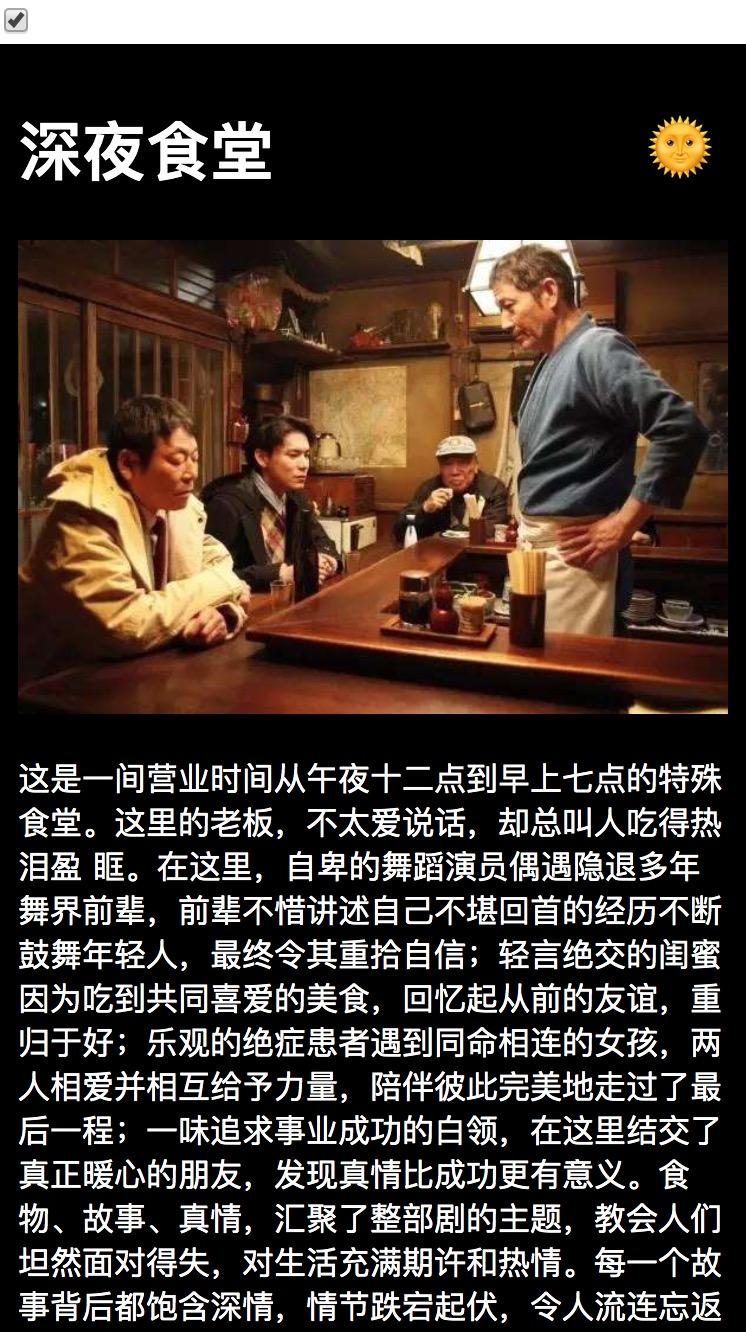 深夜食堂
这是一间营业时间从午夜十二点到早上七点的特殊
食堂。这里的老板，不太爱说话，却总叫人吃得热
泪盈 眶。在这里，自卑的舞蹈演员偶遇隐退多年
舞界前辈，前辈不惜讲述自己不堪回首的经历不断
鼓舞年轻人，最终令其重拾自信；轻言绝交的闺蜜
因为吃到共同喜爱的美食，回忆起从前的友谊，重
归于好；乐观的绝症患者遇到同命相连的女孩，两
人相爱并相互给予力量，陪伴彼此完美地走过了最
后一程；一味追求事业成功的白领，在这里结交了
真正暖心的朋友，发现真情比成功更有意义。食
物、故事、真情，汇聚了整部剧的主题，教会人们
坦然面对得失，对生活充满期许和热情。每一个故
事背后都饱含深情，情节跌宕起伏，令人流连忘返